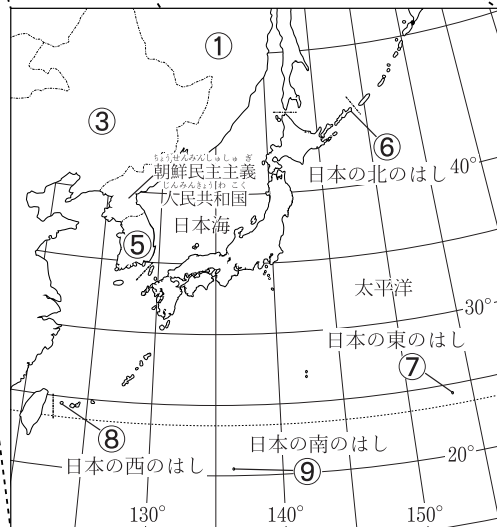 ①
③
ちょうせんみんしゅしゅぎ
朝鮮民主主義
じんみんきょうわこく
人民共和国
⑥
日本の北のはし
40°
日本海
⑤
太平洋
30°
日本の東のはし
⑦
⑧
日本の西のはし
日本の南のはし
⑨
20°
130°
140°
150°